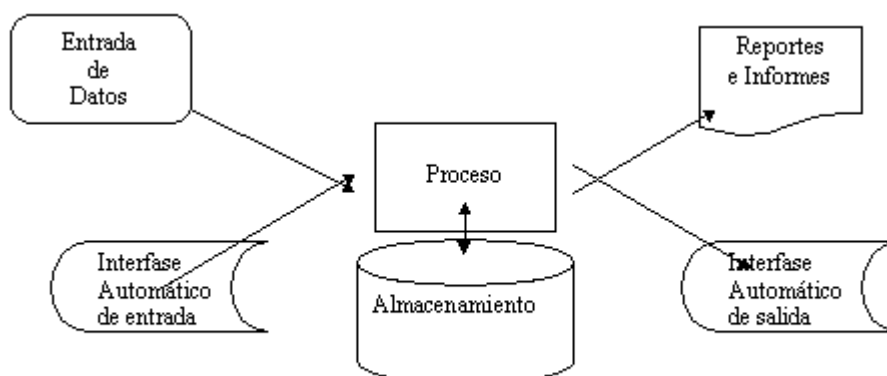 Entrada
de
Datos
Reportes
e Informes
Proceso
Interfase
Automático
de entrada
Almacenamiento
Interfase
Automático
de salida